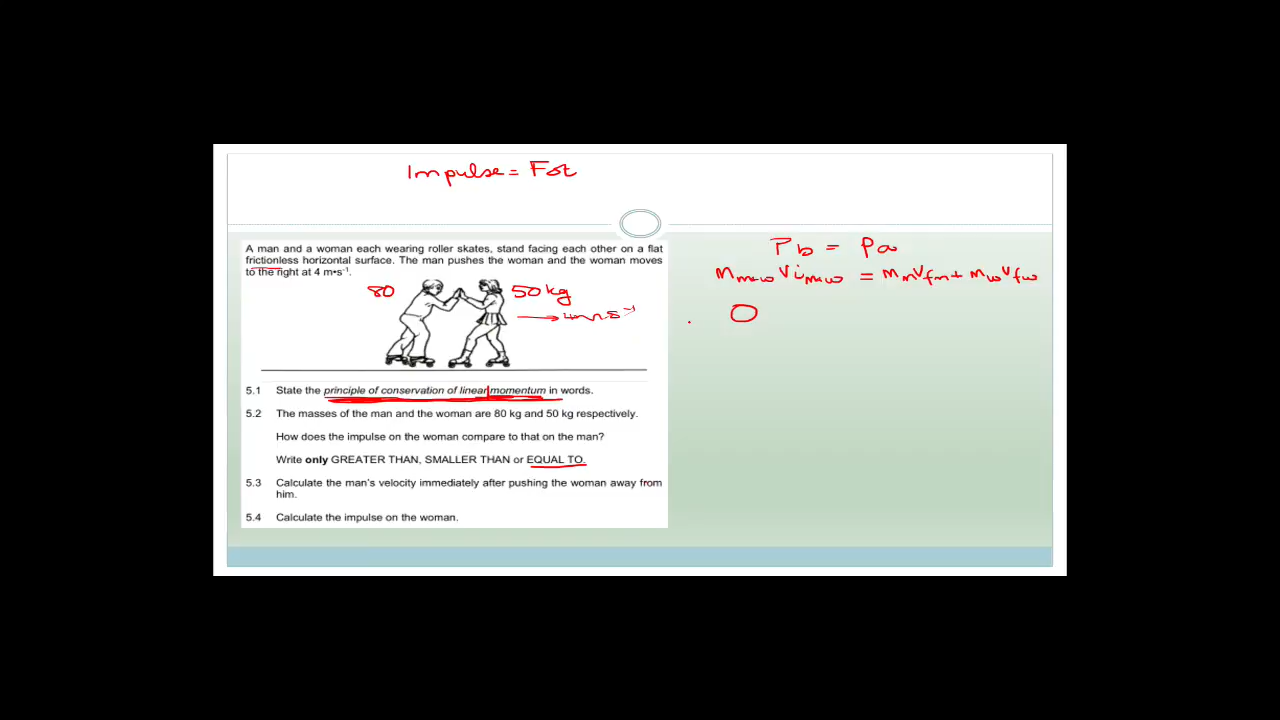 Impulse = FΔt
A man and a woman each wearing roller skates, stand facing each other on a flat
frictionless horizontal surface. The man pushes the woman and the woman moves
to the right at 4 m•s⁻¹.
80
50 kg
4m.s⁻¹
5.1 State the principle of conservation of linear momentum in words.
5.2 The masses of the man and the woman are 80 kg and 50 kg respectively.
How does the impulse on the woman compare to that on the man?
Write only GREATER THAN, SMALLER THAN or EQUAL TO.
5.3 Calculate the man's velocity immediately after pushing the woman away from
him.
5.4 Calculate the impulse on the woman.
Pb = Pa
Mm+w Vim+w = MmVfm + MwVfw
0